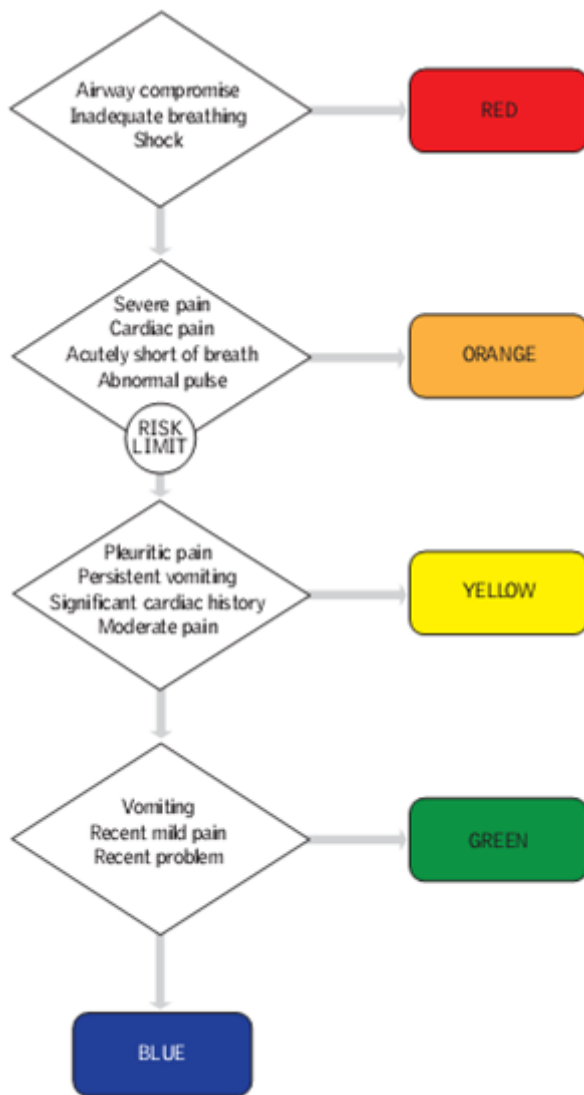 Airway compromise
Inadequate breathing
Shock
RED
Severe pain
Cardiac pain
Acutely short of breath
Abnormal pulse
ORANGE
RISK
LIMIT
Pleuritic pain
Persistent vomiting
Significant cardiac history
Moderate pain
YELLOW
Vomiting
Recent mild pain
Recent problem
GREEN
BLUE